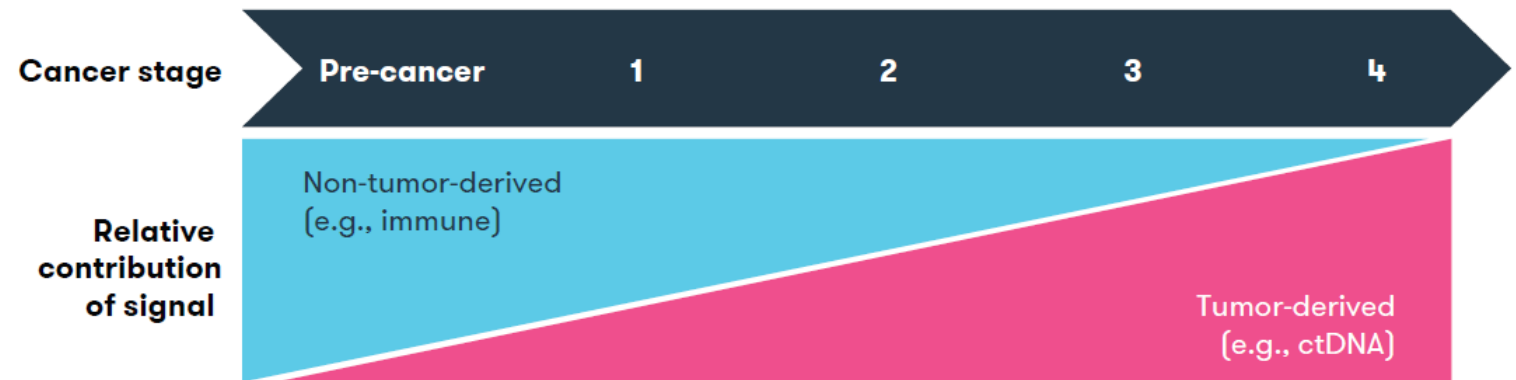 Cancer stage
Pre-cancer 1 2 3 4
Non-tumor-derived
(e.g., immune)
Relative
contribution
of signal
Tumor-derived
(e.g., ctDNA)